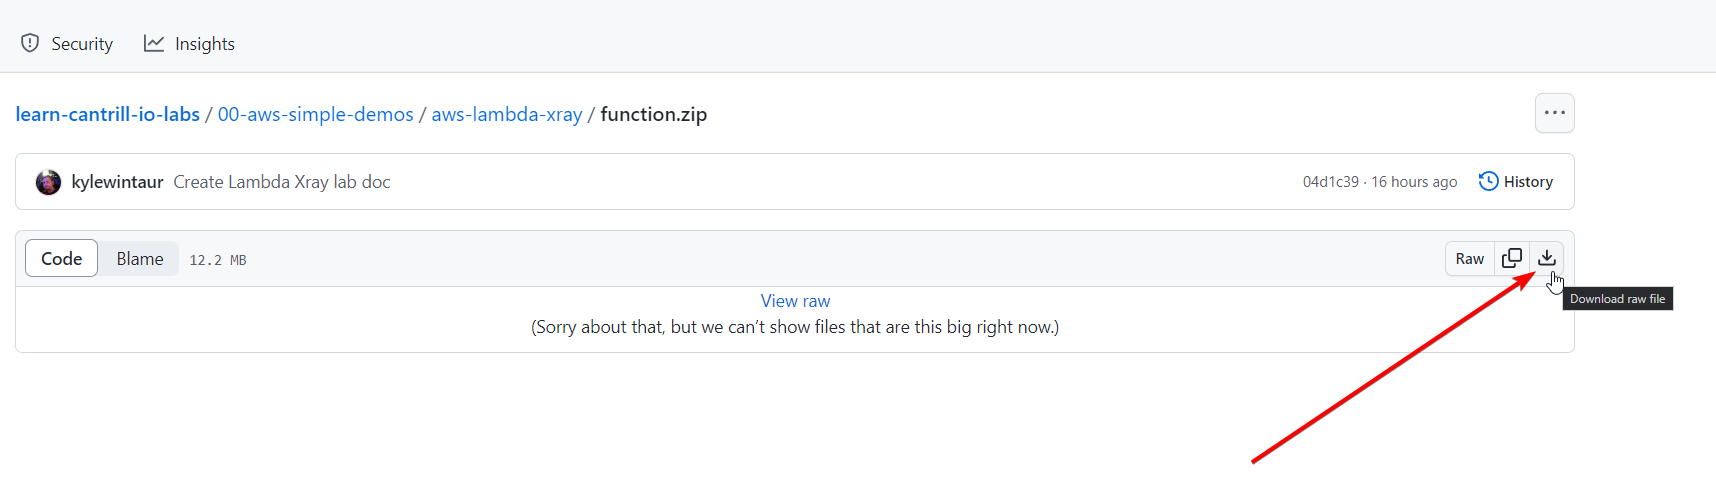 Security Insights
learn-cantrill-io-labs / 00-aws-simple-demos / aws-lambda-xray / function.zip
kylewintaur Create Lambda Xray lab doc 04d1c39 · 16 hours ago History
Code Blame 12.2 MB Raw
Download raw file
View raw
(Sorry about that, but we can’t show files that are this big right now.)